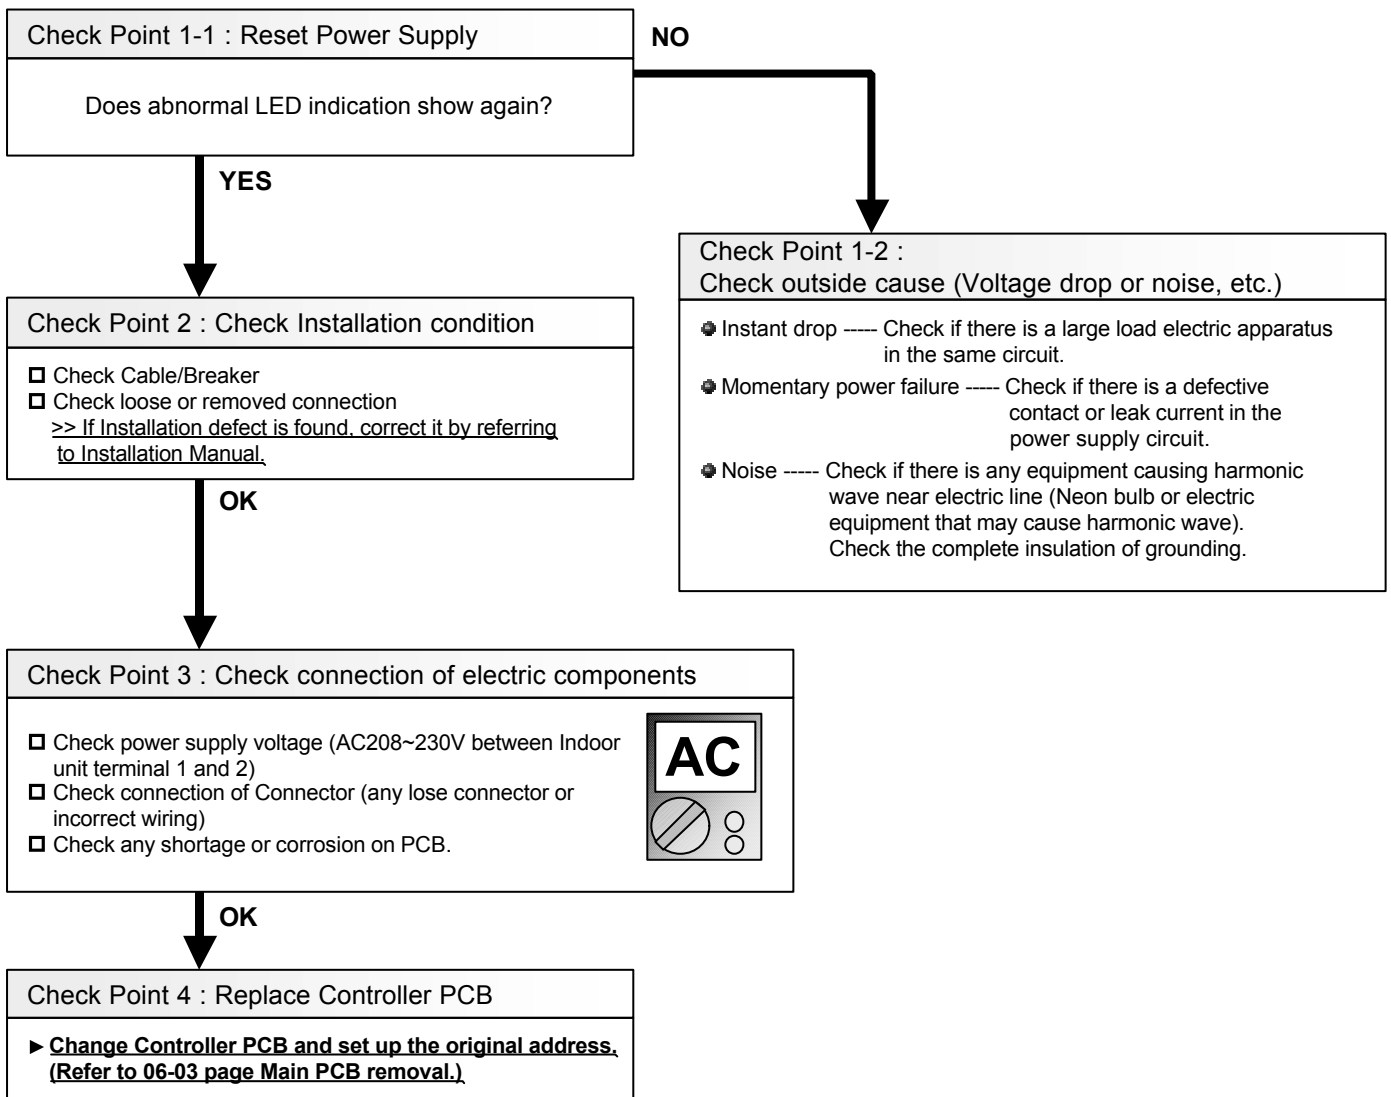 Check Point 1-1 : Reset Power Supply
Does abnormal LED indication show again?
NO
YES
Check Point 1-2 :
Check outside cause (Voltage drop or noise, etc.)
Instant drop ----- Check if there is a large load electric apparatus
in the same circuit.
Momentary power failure ----- Check if there is a defective
contact or leak current in the
power supply circuit.
Noise ----- Check if there is any equipment causing harmonic
wave near electric line (Neon bulb or electric
equipment that may cause harmonic wave).
Check the complete insulation of grounding.
Check Point 2 : Check Installation condition
Check Cable/Breaker
Check loose or removed connection
>> If Installation defect is found, correct it by referring
to Installation Manual.
OK
Check Point 3 : Check connection of electric components
Check power supply voltage (AC208~230V between Indoor
unit terminal 1 and 2)
Check connection of Connector (any lose connector or
incorrect wiring)
Check any shortage or corrosion on PCB.
AC
OK
Check Point 4 : Replace Controller PCB
►Change Controller PCB and set up the original address.
(Refer to 06-03 page Main PCB removal.)